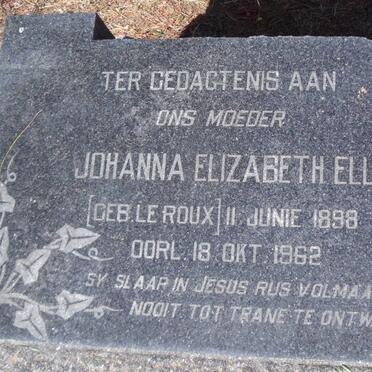 TER GEDAGTENIS AAN
ONS MOEDER
JOHANNA ELIZABETH ELL
[GEB. LE ROUX] 11 JUNIE 1898
OORL. 18 OKT. 1962
SY SLAAP IN JESUS RUS VOLMAA
NOOIT TOT TRANE TE ONTW